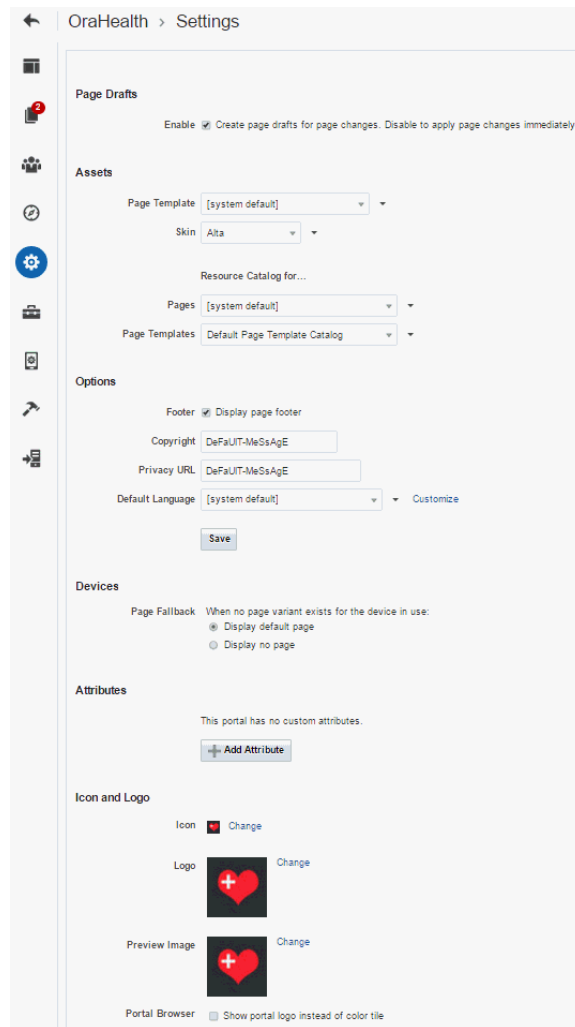 OraHealth > Settings
2
Page Drafts
Enable Create page drafts for page changes. Disable to apply page changes immediately
Assets
Page Template [system default]
Skin Alta
Resource Catalog for...
Pages [system default]
Page Templates Default Page Template Catalog
Options
Footer Display page footer
Copyright DeFaUlT-MeSsAgE
Privacy URL DeFaUlT-MeSsAgE
Default Language [system default] Customize
Save
Devices
Page Fallback When no page variant exists for the device in use:
Display default page
Display no page
Attributes
This portal has no custom attributes.
Add Attribute
Icon and Logo
Icon Change
Logo Change
Preview Image Change
Portal Browser Show portal logo instead of color tile